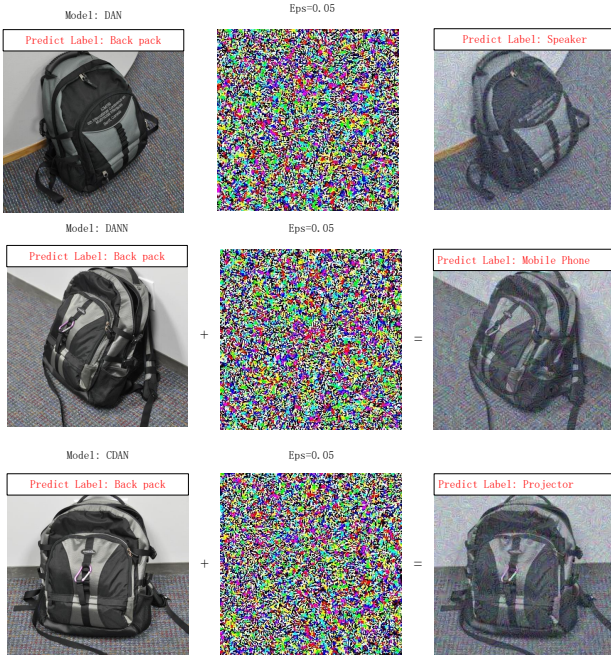 Model: DAN
Eps=0.05
Predict Label: Back pack
Predict Label: Speaker
Model: DANN
Eps=0.05
Predict Label: Back pack
Predict Label: Mobile Phone
+
=
Model: CDAN
Eps=0.05
Predict Label: Back pack
Predict Label: Projector
+
=